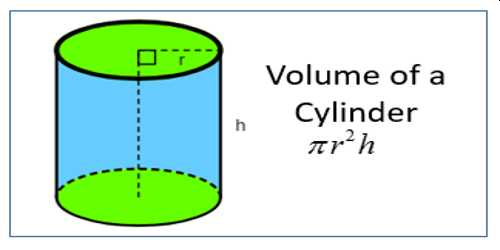 r
h
Volume of a
Cylinder
πr²h